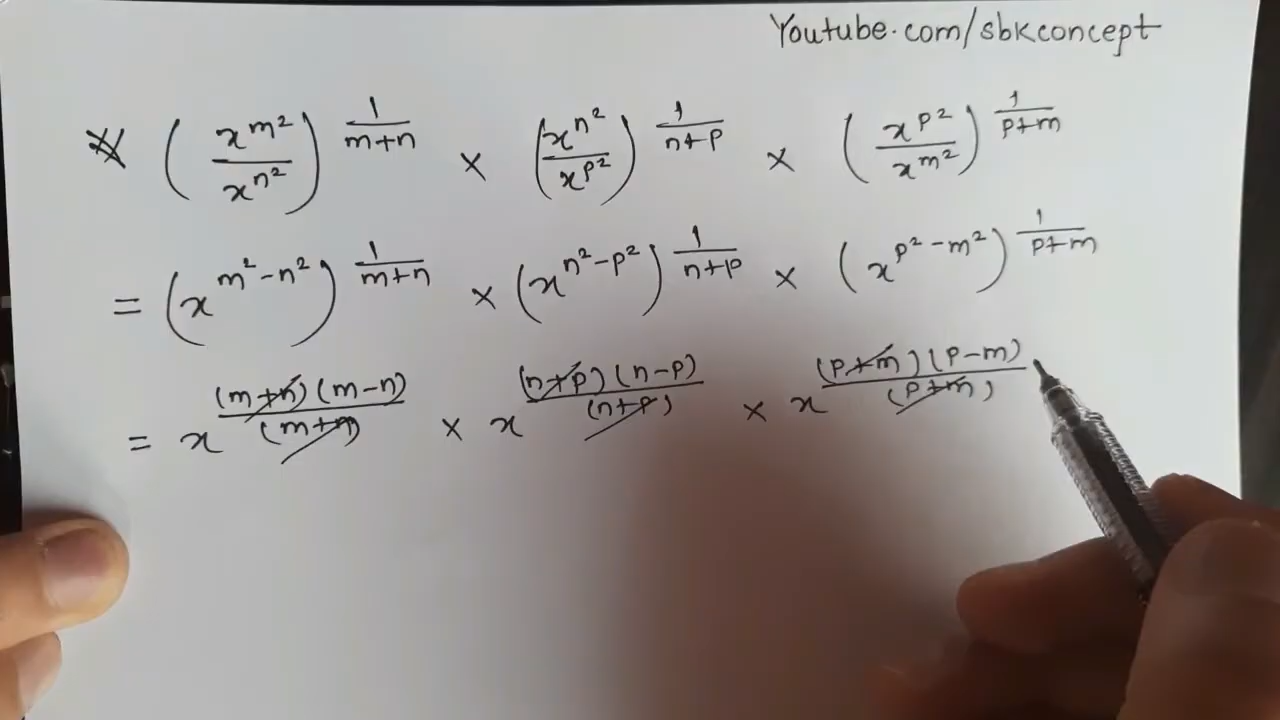 Youtube.com/sbkconcept
※ (x^m²/x^n²)^1/(m+n) × (x^n²/x^p²)^1/(n+p) × (x^p²/x^m²)^1/(p+m)
= (x^m²-n²)^1/(m+n) × (x^n²-p²)^1/(n+p) × (x^p²-m²)^1/(p+m)
= x^(m+n)(m-n)/(m+n) × x^(n+p)(n-p)/(n+p) × x^(p+m)(p-m)/(p+m)